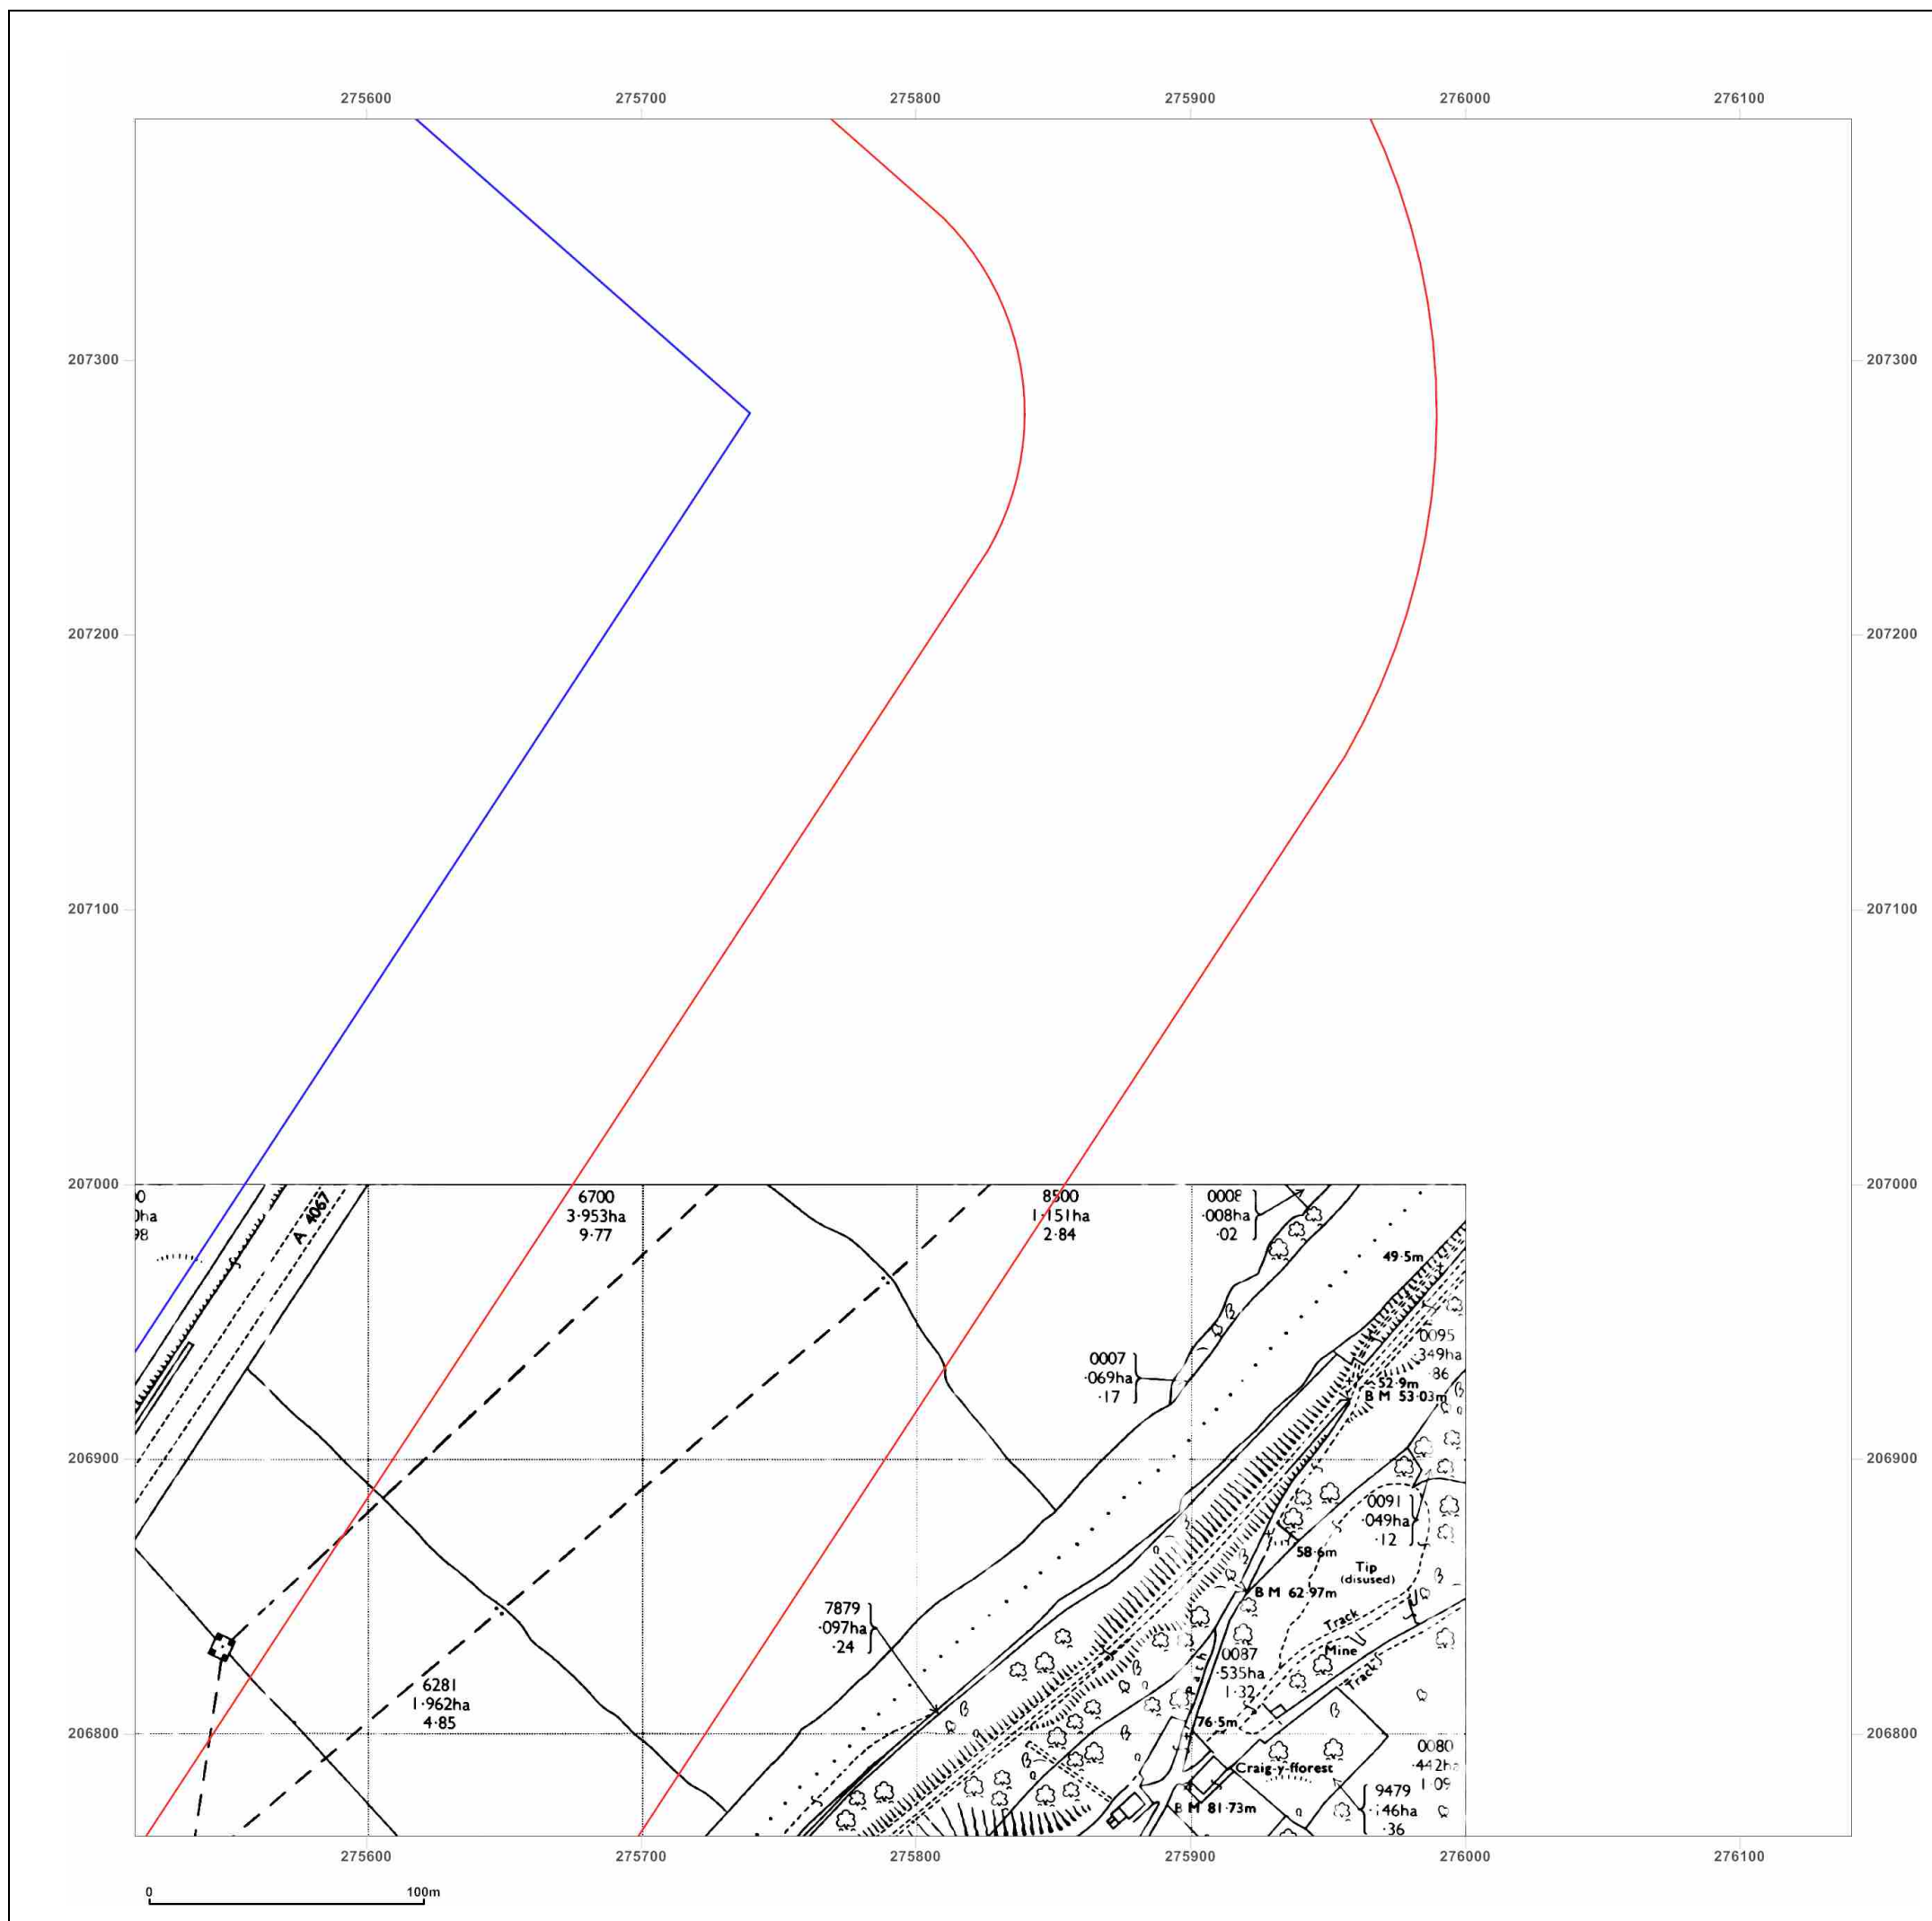 275600 275700 275800 275900 276000 276100
207300 207300
207200 207200
207100 207100
207000 207000
A 4067
6700
3·953ha
9·77
8500
1·151ha
2·84
0008
·008ha
·02
49·5m
0095
·349ha
·86
0007
·069ha
·17
52·9m
B M 53·03m
206900 206900
0091
·049ha
·12
58·6m
Tip
(disused)
B M 62·97m
7879
·097ha
·24
Track
Mine
Track
Path
0087
·535ha
1·32
6281
1·962ha
4·85
76·5m
206800 206800
0080
·442ha
1·09
Craig-y-fforest
9479
·146ha
·36
B M 81·73m
275600 275700 275800 275900 276000 276100
0 100m